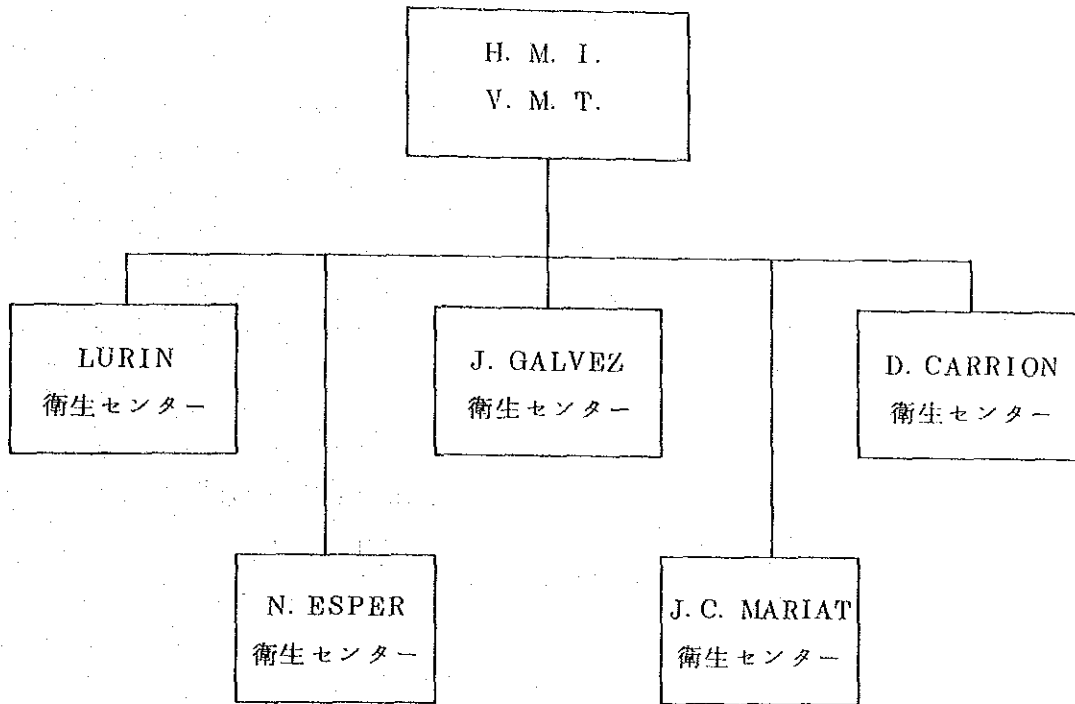 H. M. I.
V. M. T.
LURIN
衛生センター
J. GALVEZ
衛生センター
D. CARRION
衛生センター
N. ESPER
衛生センター
J. C. MARIAT
衛生センター